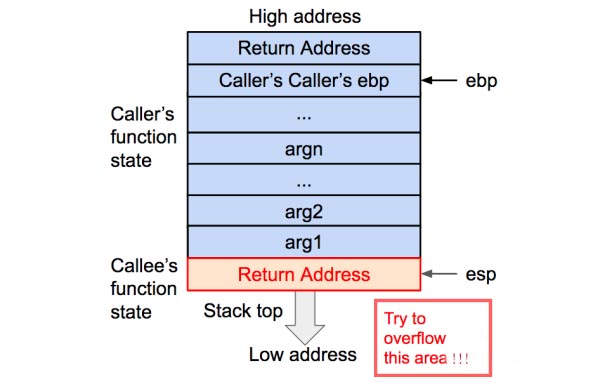 High address
Return Address
Caller's Caller's ebp
ebp
Caller's
function
state
...
argn
...
arg2
arg1
Callee's
function
state
Return Address
esp
Stack top
Low address
Try to
overflow
this area !!!